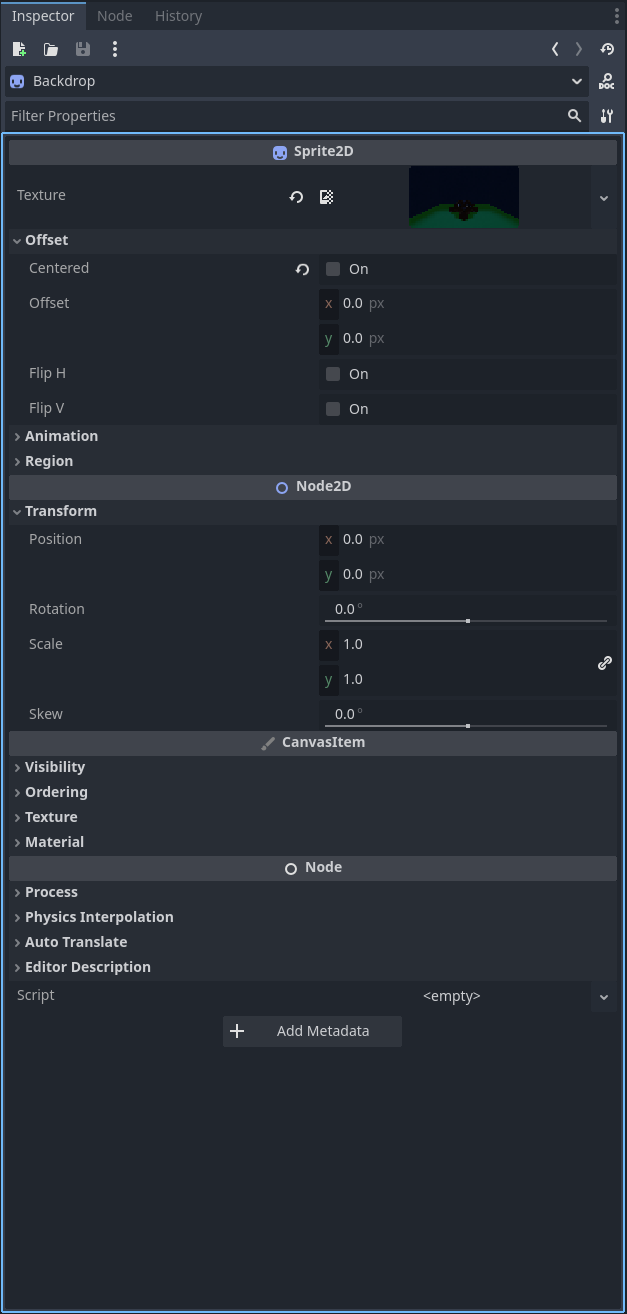 Inspector Node History
Backdrop
DOC
Filter Properties
Sprite2D
Texture
Offset
Centered On
Offset x 0.0 px
y 0.0 px
Flip H On
Flip V On
Animation
Region
Node2D
Transform
Position x 0.0 px
y 0.0 px
Rotation 0.0 °
Scale x 1.0
y 1.0
Skew 0.0 °
CanvasItem
Visibility
Ordering
Texture
Material
Node
Process
Physics Interpolation
Auto Translate
Editor Description
Script <empty>
Add Metadata